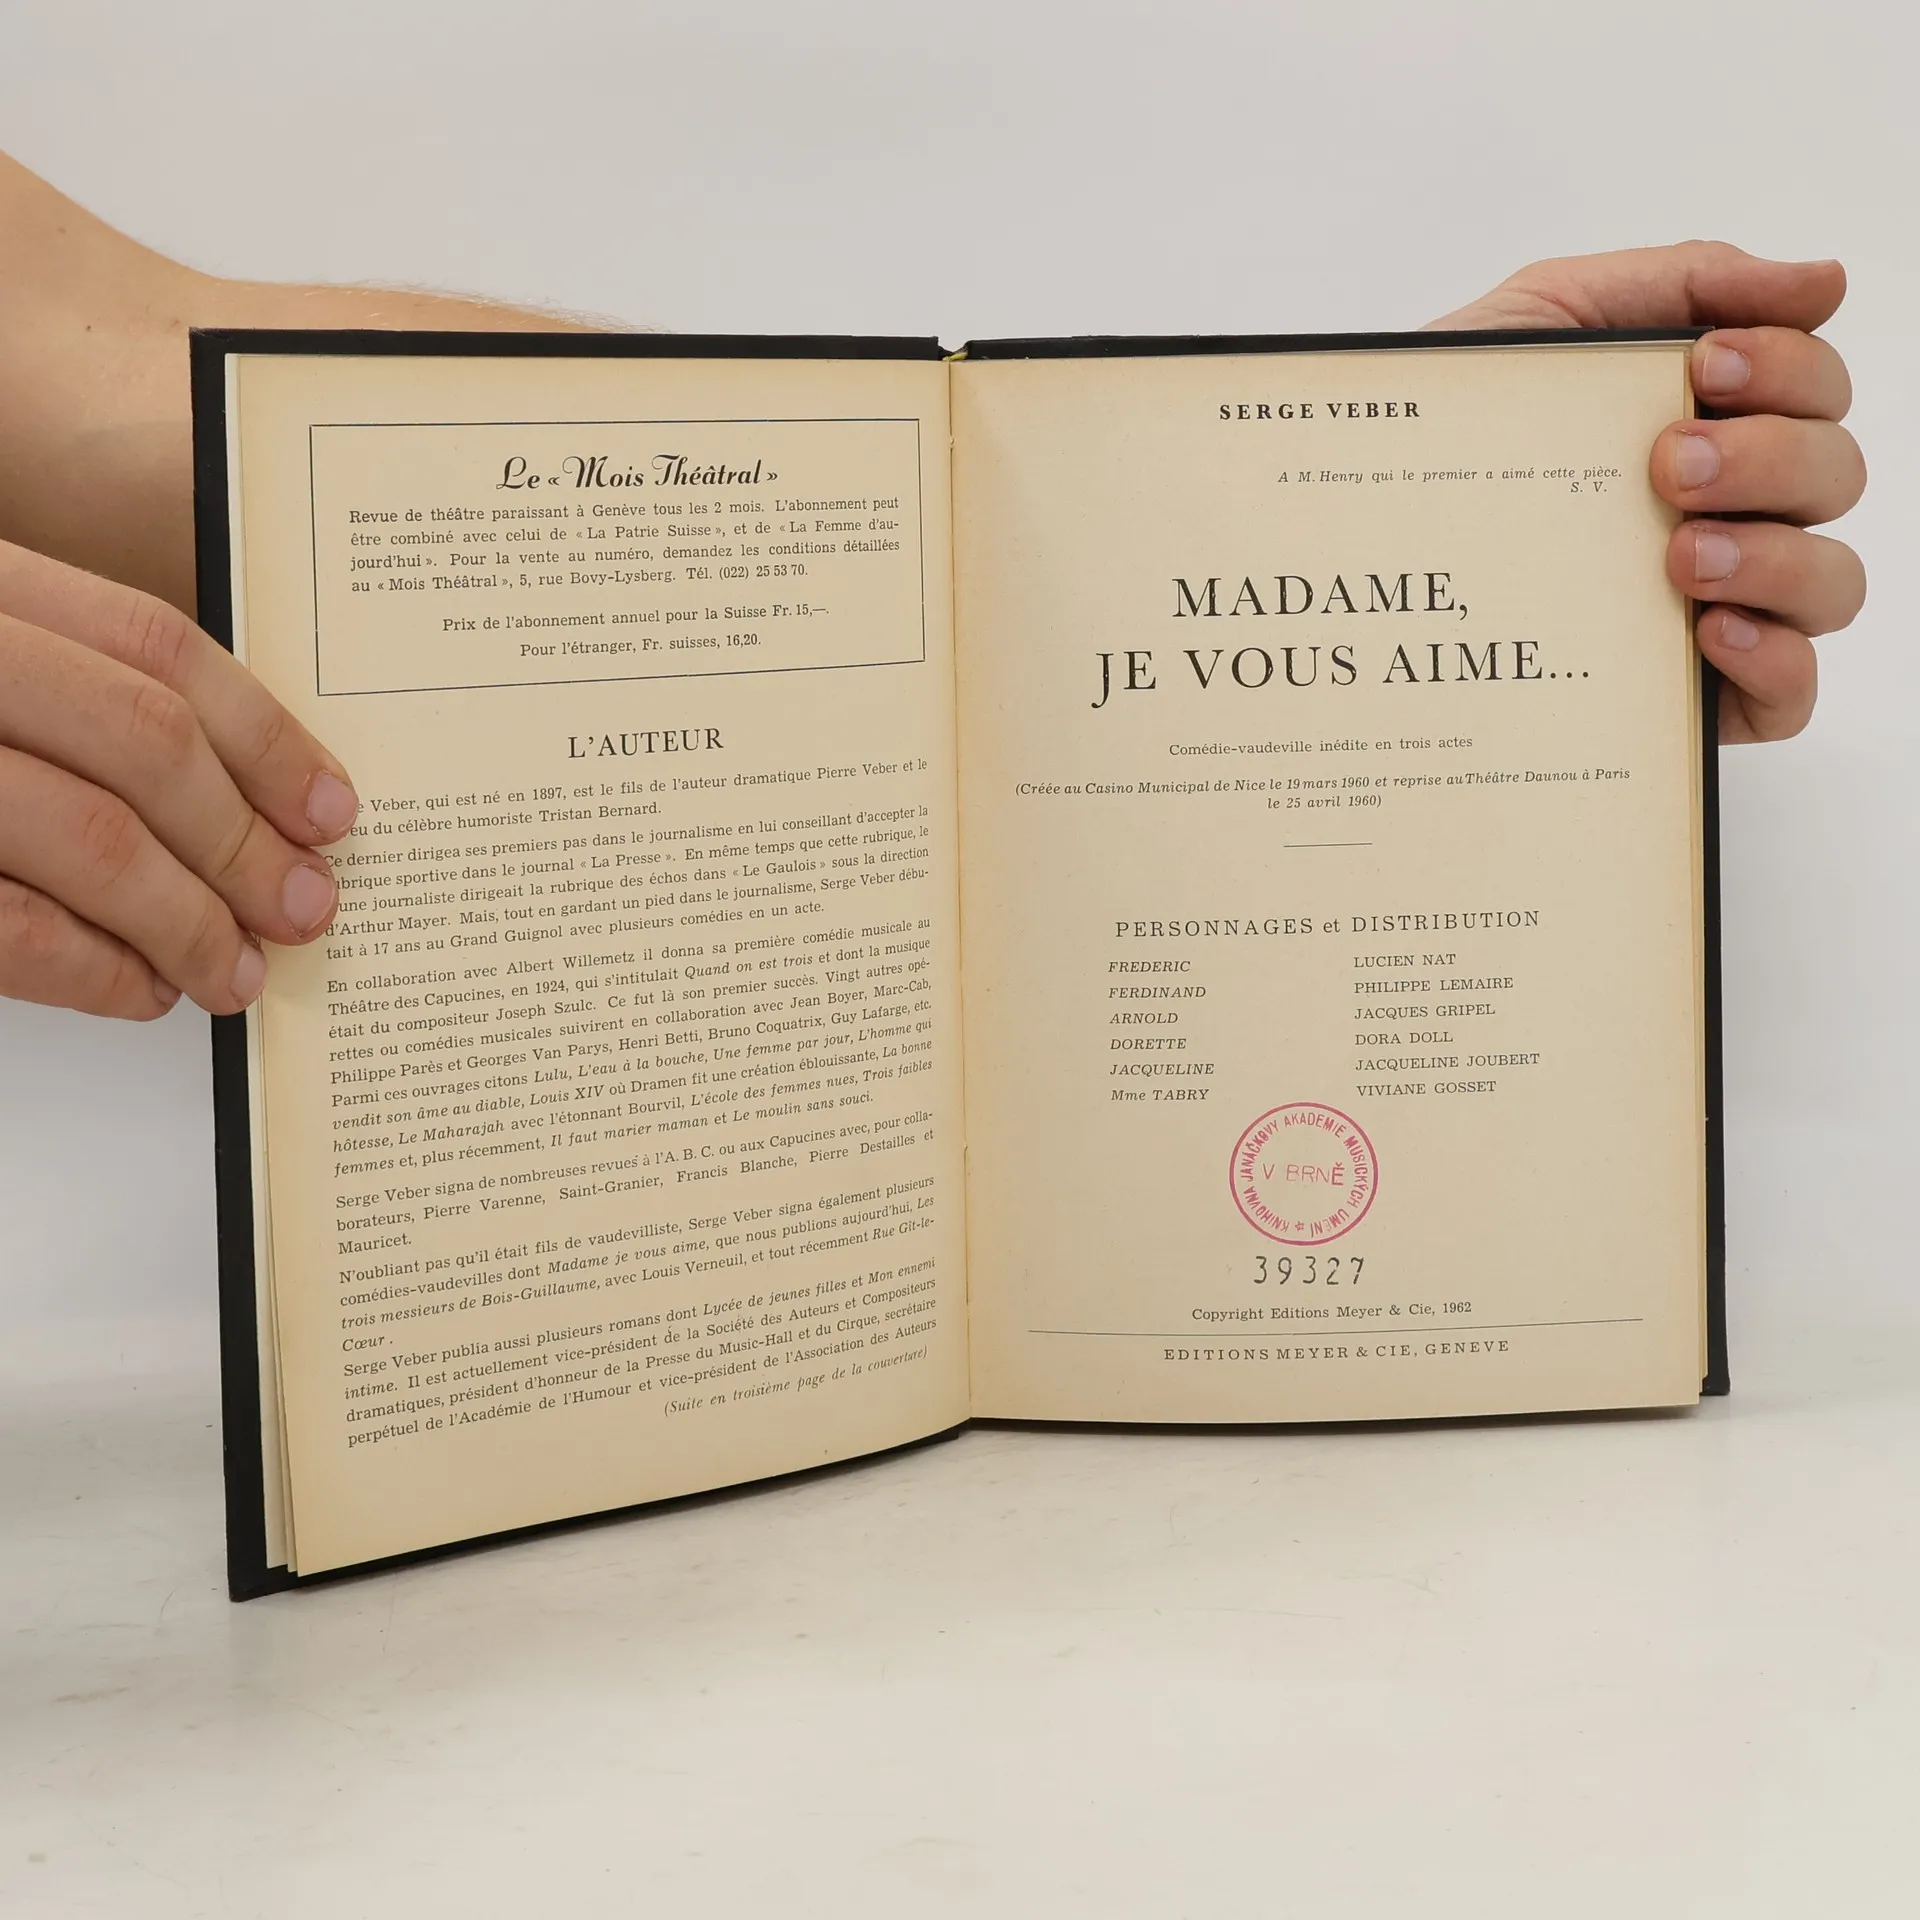 Le « Mois Théâtral »
Revue de théâtre paraissant à Genève tous les 2 mois. L'abonnement peut
être combiné avec celui de « La Patrie Suisse », et de « La Femme d'au-
jourd'hui ». Pour la vente au numéro, demandez les conditions détaillées
au « Mois Théâtral », 5, rue Bovy-Lysberg. Tél. (022) 25 53 70.
Prix de l'abonnement annuel pour la Suisse Fr. 15,—.
Pour l'étranger, Fr. suisses, 16,20.
L'AUTEUR
e Veber, qui est né en 1897, est le fils de l'auteur dramatique Pierre Veber et le
eu du célèbre humoriste Tristan Bernard.
Ce dernier dirigea ses premiers pas dans le journalisme en lui conseillant d'accepter la
ubrique sportive dans le journal « La Presse ». En même temps que cette rubrique, le
une journaliste dirigeait la rubrique des échos dans « Le Gaulois » sous la direction
d'Arthur Mayer. Mais, tout en gardant un pied dans le journalisme, Serge Veber débu-
tait à 17 ans au Grand Guignol avec plusieurs comédies en un acte.
En collaboration avec Albert Willemetz il donna sa première comédie musicale au
Théâtre des Capucines, en 1924, qui s'intitulait Quand on est trois et dont la musique
était du compositeur Joseph Szulc. Ce fut là son premier succès. Vingt autres opé-
rettes ou comédies musicales suivirent en collaboration avec Jean Boyer, Marc-Cab,
Philippe Parès et Georges Van Parys, Henri Betti, Bruno Coquatrix, Guy Lafarge, etc.
Parmi ces ouvrages citons Lulu, L'eau à la bouche, Une femme par jour, L'homme qui
vendit son âme au diable, Louis XIV où Dramen fit une création éblouissante, La bonne
hôtesse, Le Maharajah avec l'étonnant Bourvil, L'école des femmes nues, Trois faibles
femmes et, plus récemment, Il faut marier maman et Le moulin sans souci.
Serge Veber signa de nombreuses revues à l'A. B. C. ou aux Capucines avec, pour colla-
borateurs, Pierre Varenne, Saint-Granier, Francis Blanche, Pierre Destailles et
Mauricet.
N'oubliant pas qu'il était fils de vaudevilliste, Serge Veber signa également plusieurs
comédies-vaudevilles dont Madame je vous aime, que nous publions aujourd'hui, Les
trois messieurs de Bois-Guillaume, avec Louis Verneuil, et tout récemment Rue Gît-le-
Cœur .
Serge Veber publia aussi plusieurs romans dont Lycée de jeunes filles et Mon ennemi
intime. Il est actuellement vice-président de la Société des Auteurs et Compositeurs
dramatiques, président d'honneur de la Presse du Music-Hall et du Cirque, secrétaire
perpétuel de l'Académie de l'Humour et vice-président de l'Association des Auteurs
(Suite en troisième page de la couverture)
SERGE VEBER
A M. Henry qui le premier a aimé cette pièce.
S. V.
MADAME,
JE VOUS AIME...
Comédie-vaudeville inédite en trois actes
(Créée au Casino Municipal de Nice le 19 mars 1960 et reprise au Théâtre Daunou à Paris
le 25 avril 1960)
PERSONNAGES et DISTRIBUTION
FREDERIC LUCIEN NAT
FERDINAND PHILIPPE LEMAIRE
ARNOLD JACQUES GRIPEL
DORETTE DORA DOLL
JACQUELINE JACQUELINE JOUBERT
Mme TABRY VIVIANE GOSSET
KNIHOVNA JANÁČKOVY AKADEMIE MUSICKÝCH UMĚNÍ
V BRNĚ
39327
Copyright Editions Meyer & Cie, 1962
EDITIONS MEYER & CIE, GENEVE